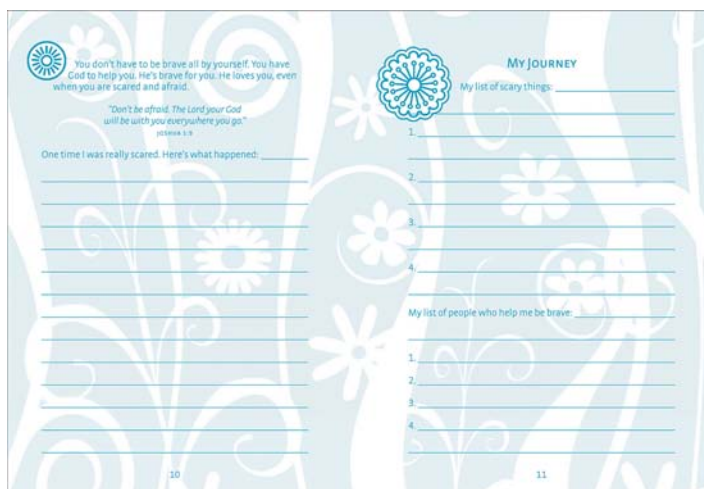 You don't have to be brave all by yourself. You have
God to help you. He's brave for you. He loves you, even
when you are scared and afraid.
"Don't be afraid. The Lord your God
will be with you everywhere you go."
JOSHUA 1:9
One time I was really scared. Here's what happened:
10
MY JOURNEY
My list of scary things:
1.
2.
3.
4.
My list of people who help me be brave:
1.
2.
3.
4.
11